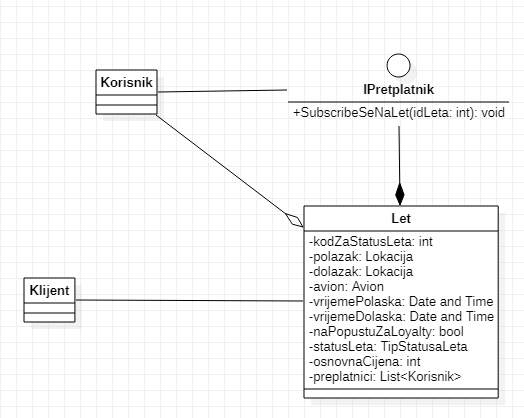 Korisnik
IPretplatnik
+SubscribeSeNaLet(idLeta: int): void
Let
-kodZaStatusLeta: int
-polazak: Lokacija
-dolazak: Lokacija
-avion: Avion
-vrijemePolaska: Date and Time
-vrijemeDolaska: Date and Time
-naPopustuZaLoyalty: bool
-statusLeta: TipStatusaLeta
-osnovnaCijena: int
-preplatnici: List<Korisnik>
Klijent